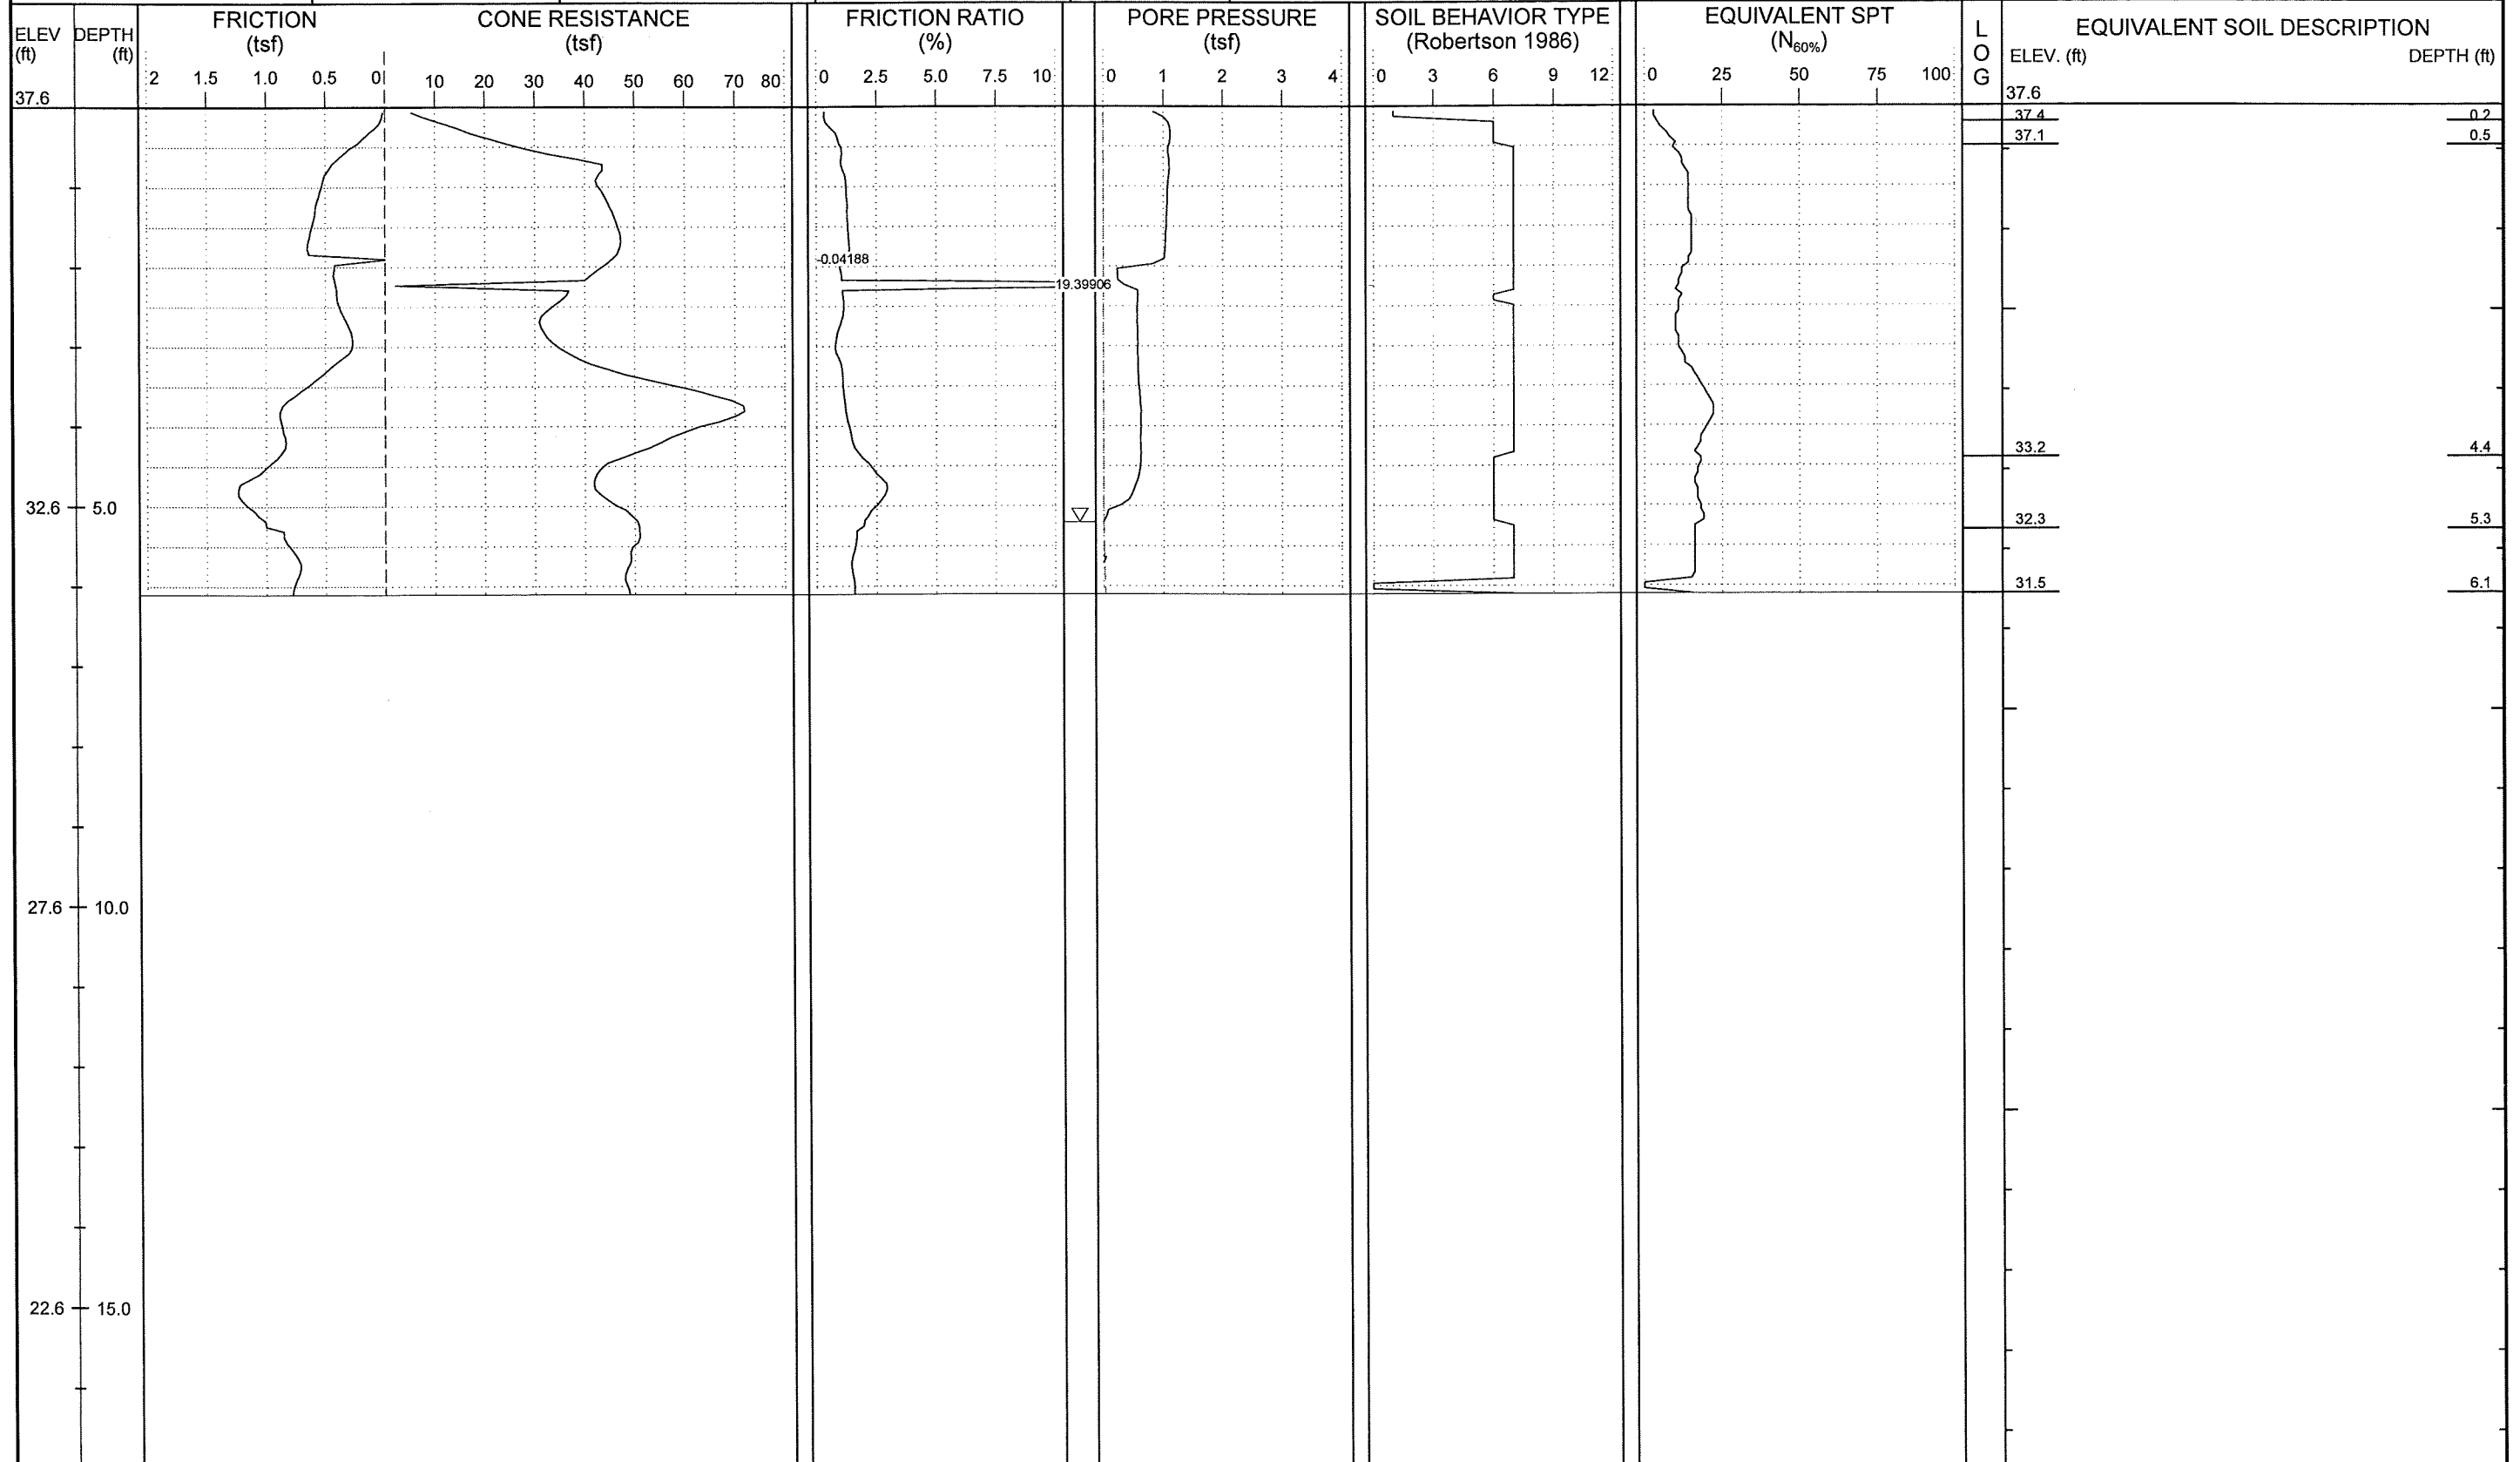 ELEV (ft)
DEPTH (ft)
37.6
FRICTION
(tsf)
2 1.5 1.0 0.5 0
CONE RESISTANCE
(tsf)
10 20 30 40 50 60 70 80
FRICTION RATIO
(%)
0 2.5 5.0 7.5 10
PORE PRESSURE
(tsf)
0 1 2 3 4
SOIL BEHAVIOR TYPE
(Robertson 1986)
0 3 6 9 12
EQUIVALENT SPT
(N60%)
0 25 50 75 100
L
O
G
EQUIVALENT SOIL DESCRIPTION
ELEV. (ft) DEPTH (ft)
37.6
37.4 0.2
37.1 0.5
-0.04188
19.39906
33.2 4.4
32.6 5.0
32.3 5.3
31.5 6.1
27.6 10.0
22.6 15.0